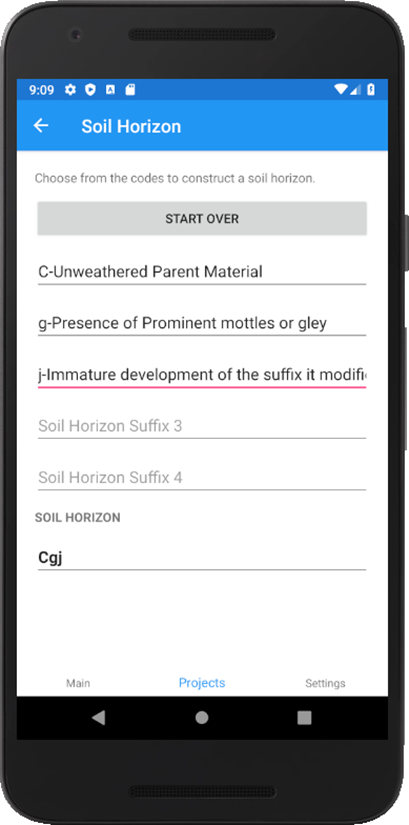 9:09
Soil Horizon
Choose from the codes to construct a soil horizon.
START OVER
C-Unweathered Parent Material
g-Presence of Prominent mottles or gley
j-Immature development of the suffix it modifi
Soil Horizon Suffix 3
Soil Horizon Suffix 4
SOIL HORIZON
Cgj
Main Projects Settings